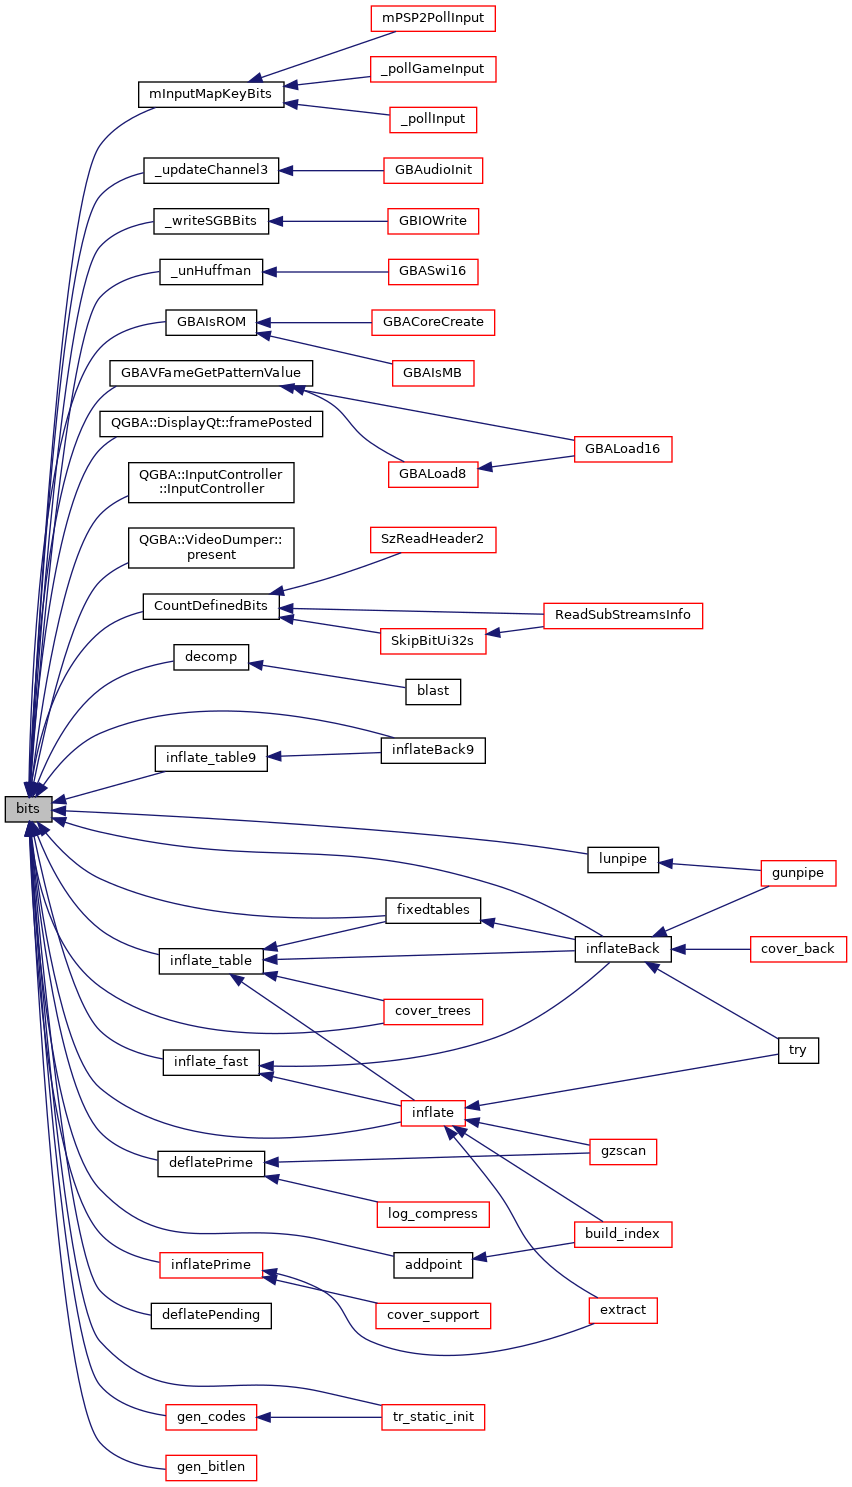 mPSP2PollInput
_pollGameInput
mInputMapKeyBits
_pollInput
_updateChannel3
GBAudioInit
_writeSGBBits
GBIOWrite
_unHuffman
GBASwi16
GBAIsROM
GBACoreCreate
GBAIsMB
GBAVFameGetPatternValue
QGBA::DisplayQt::framePosted
GBALoad16
GBALoad8
QGBA::InputController
::InputController
QGBA::VideoDumper::
present
SzReadHeader2
CountDefinedBits
ReadSubStreamsInfo
SkipBitUi32s
decomp
blast
inflateBack9
inflate_table9
bits
lunpipe
gunpipe
fixedtables
inflateBack
cover_back
inflate_table
cover_trees
try
inflate_fast
inflate
gzscan
deflatePrime
log_compress
build_index
addpoint
inflatePrime
extract
cover_support
deflatePending
gen_codes
tr_static_init
gen_bitlen